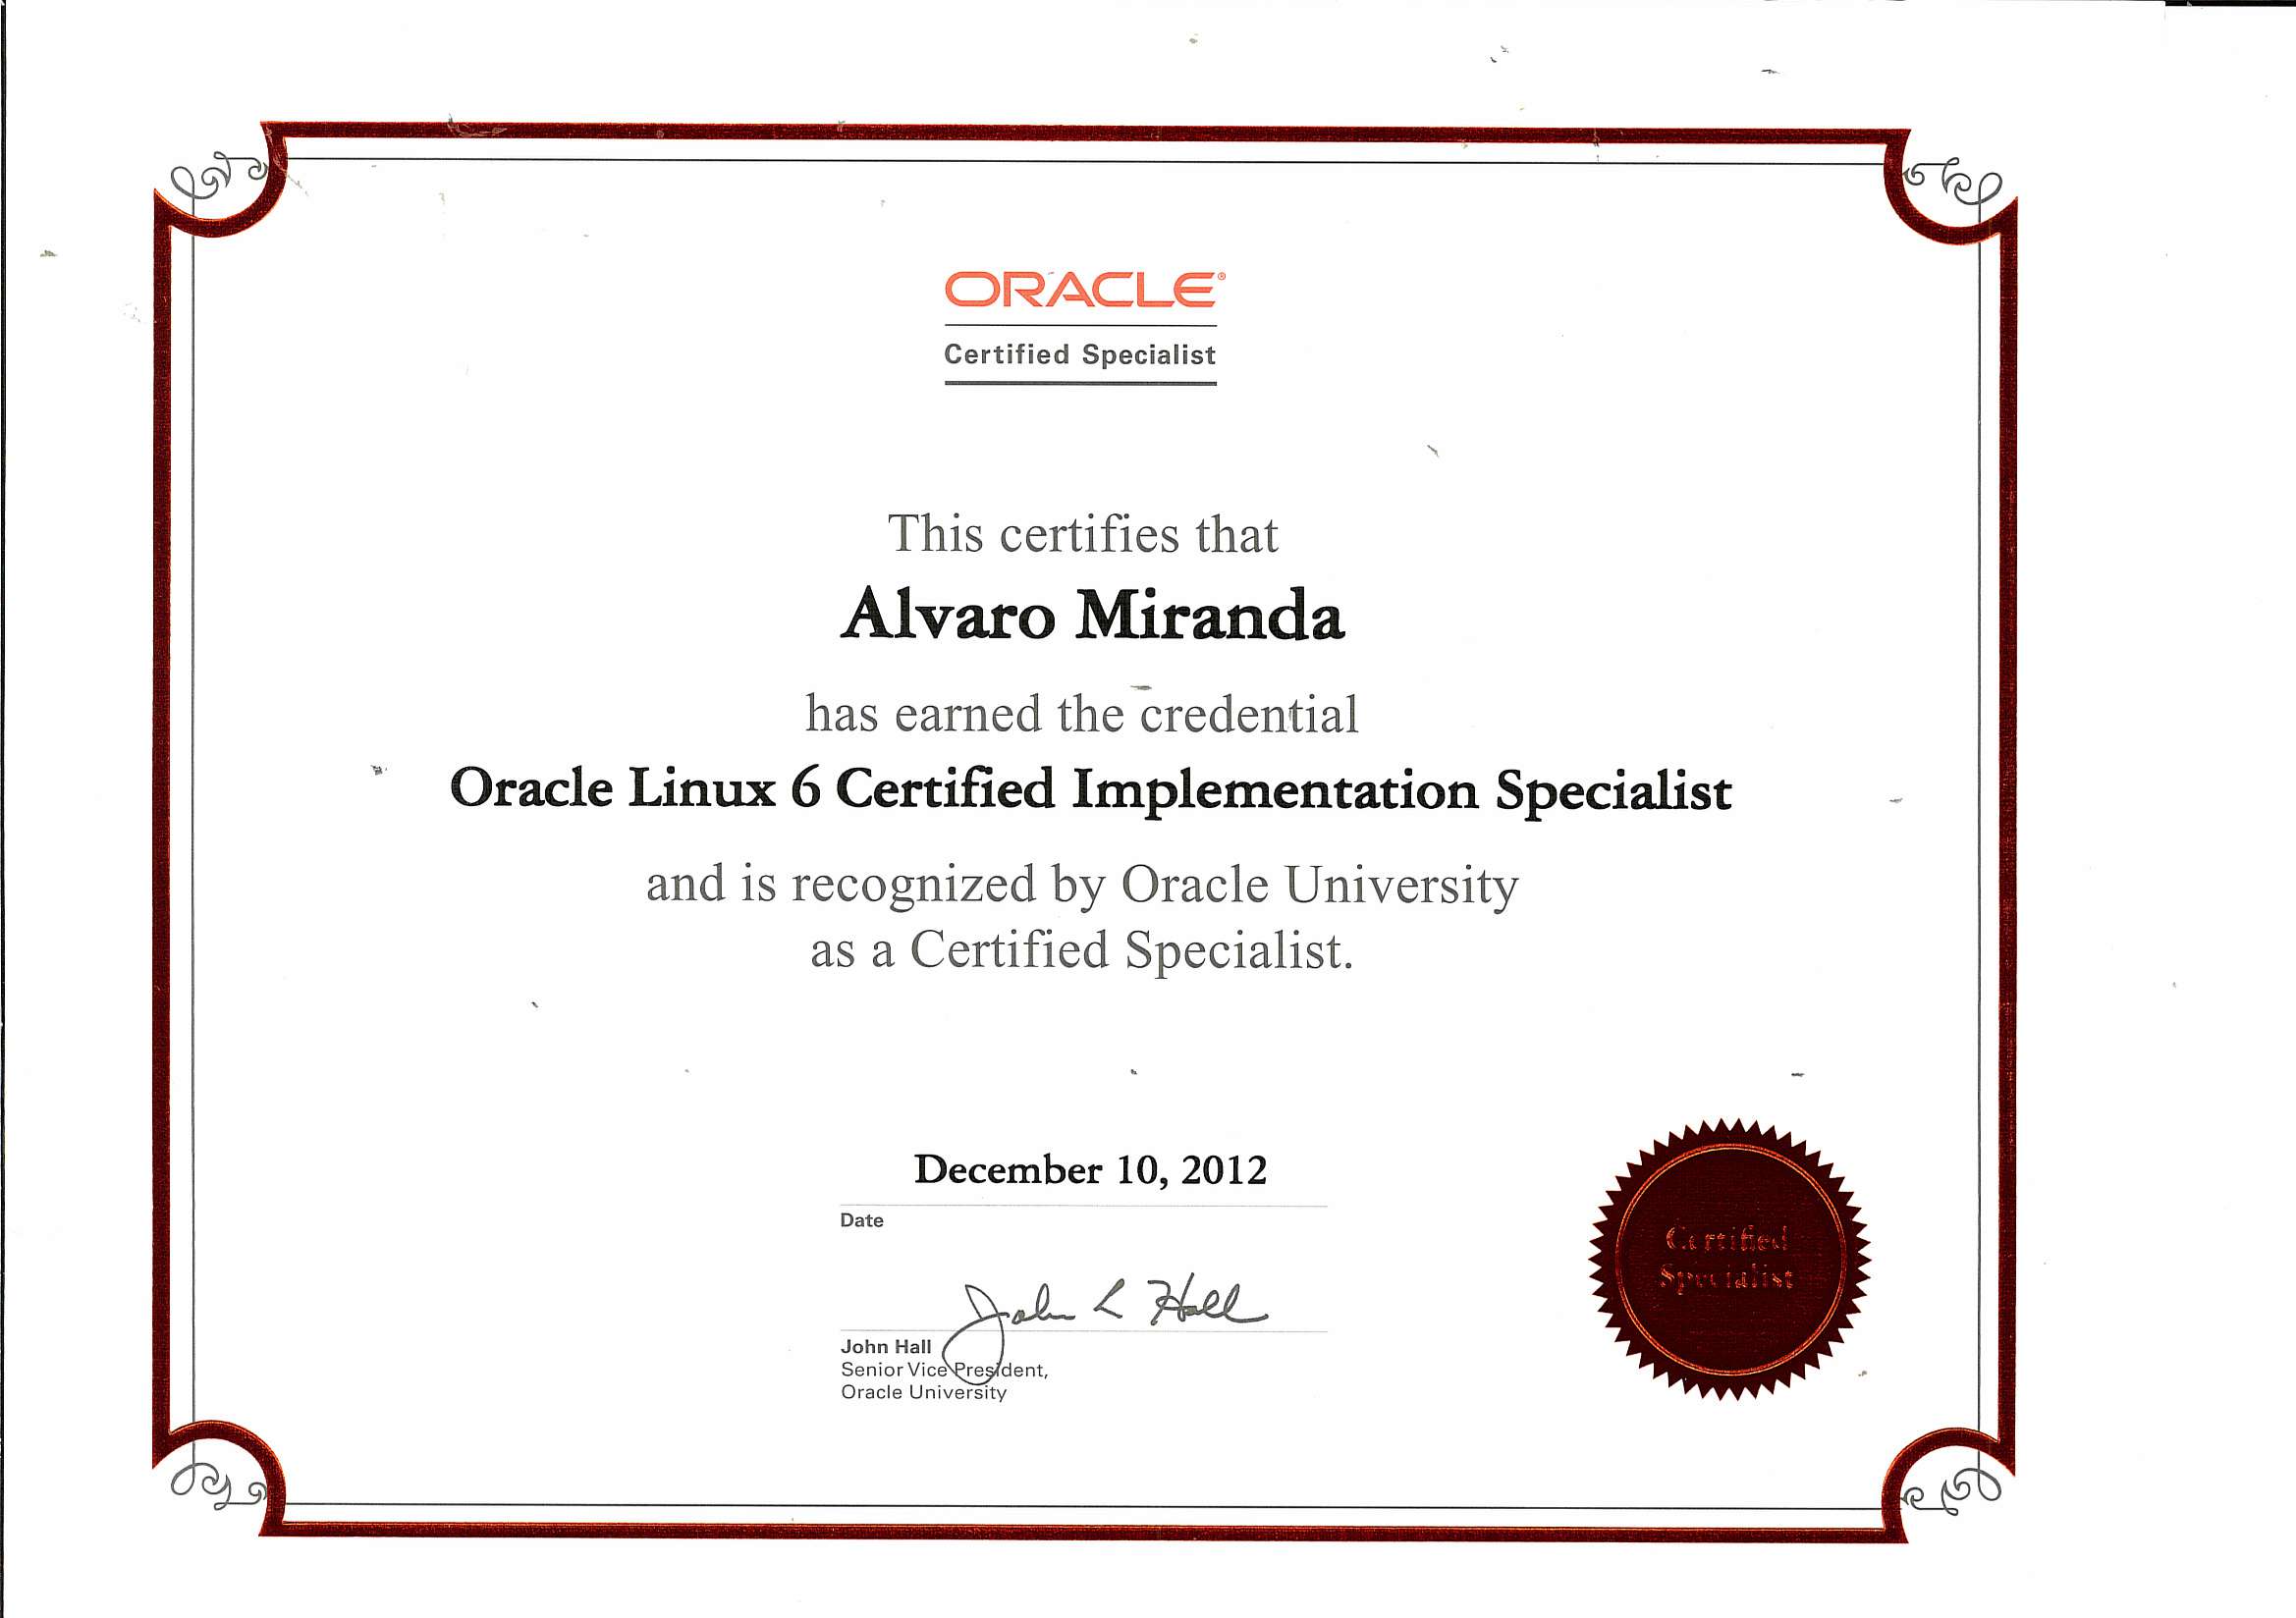 ORACLE®
Certified Specialist
This certifies that
Alvaro Miranda
has earned the credential
Oracle Linux 6 Certified Implementation Specialist
and is recognized by Oracle University
as a Certified Specialist.
December 10, 2012
Date
John L Hall
John Hall
Senior Vice President,
Oracle University
Certified
Specialist